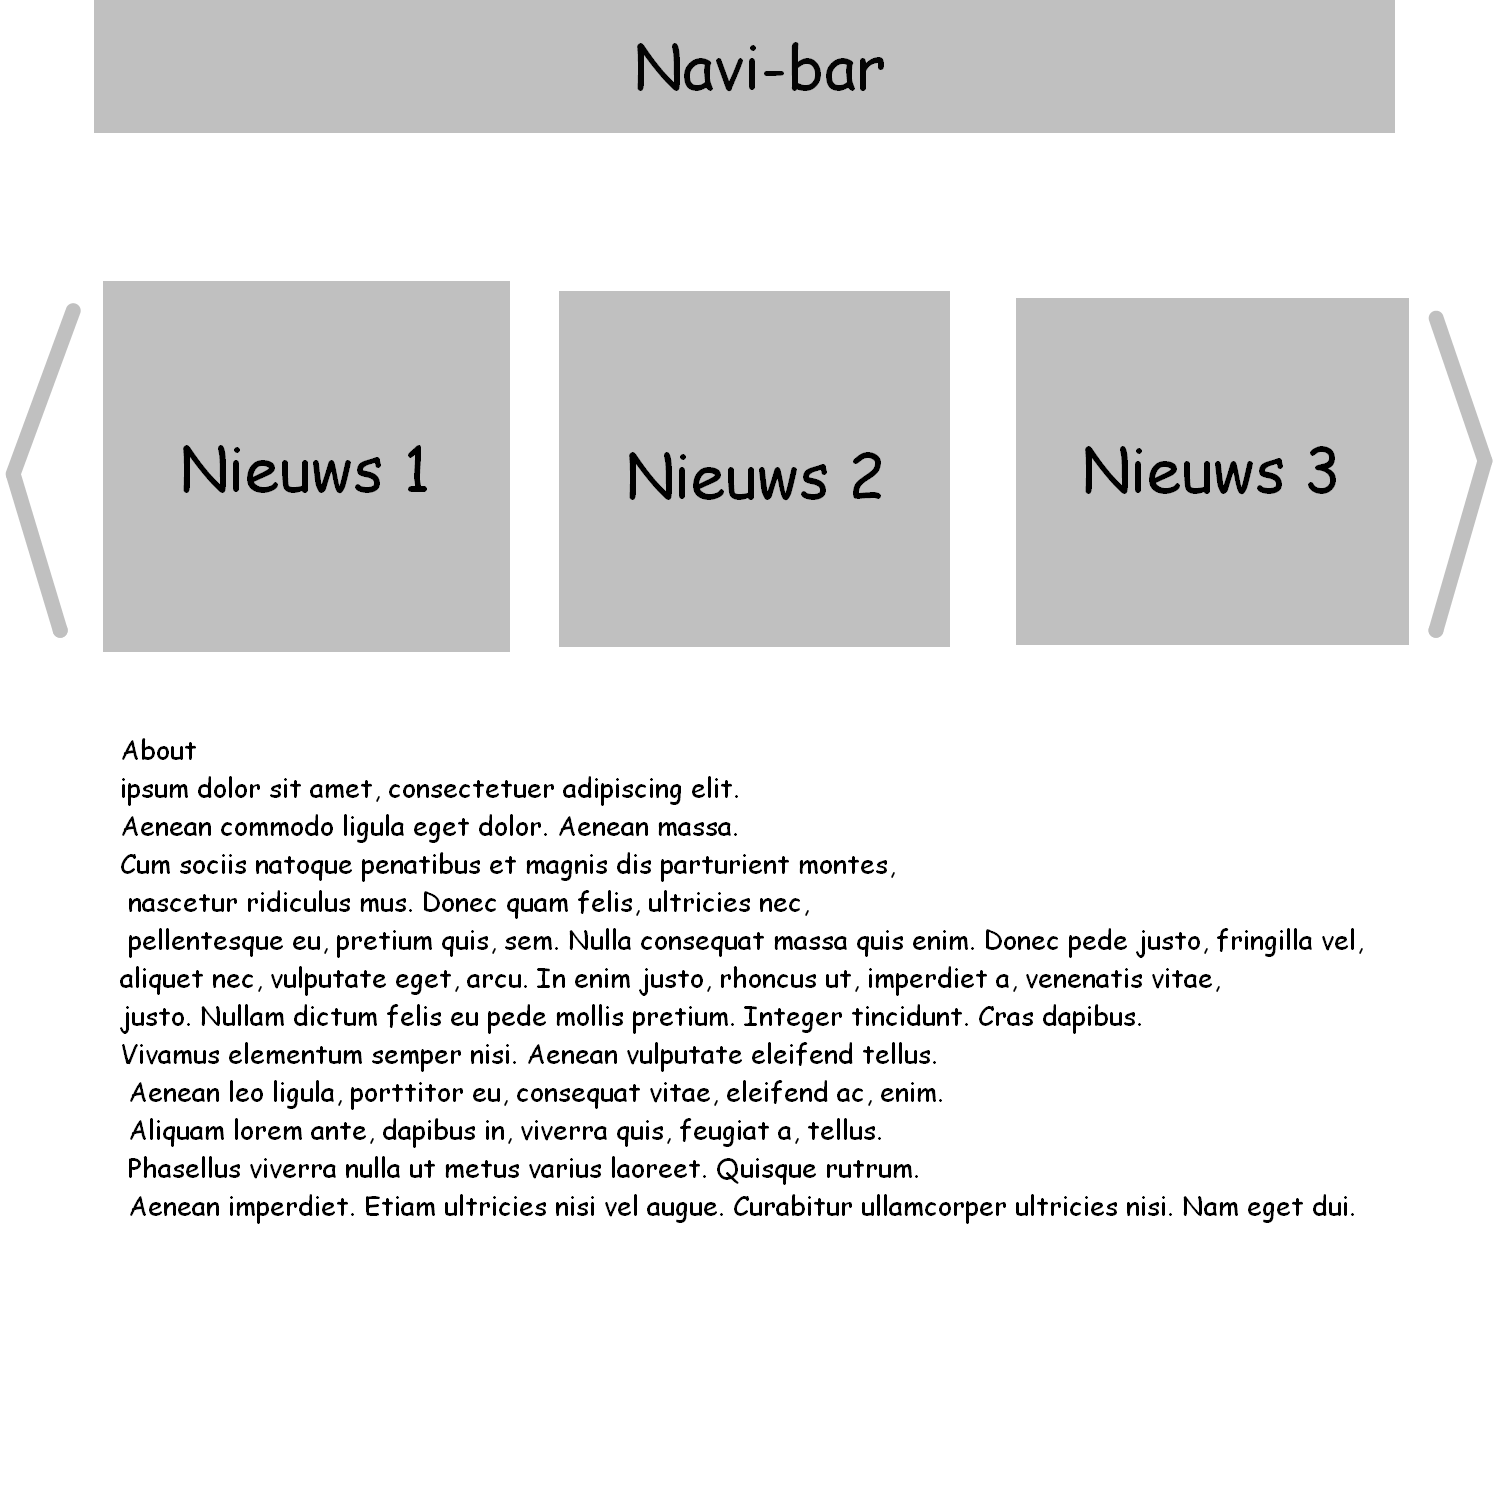 Navi-bar
Nieuws 1
Nieuws 2
Nieuws 3
About
ipsum dolor sit amet, consectetuer adipiscing elit.
Aenean commodo ligula eget dolor. Aenean massa.
Cum sociis natoque penatibus et magnis dis parturient montes,
nascetur ridiculus mus. Donec quam felis, ultricies nec,
pellentesque eu, pretium quis, sem. Nulla consequat massa quis enim. Donec pede justo, fringilla vel,
aliquet nec, vulputate eget, arcu. In enim justo, rhoncus ut, imperdiet a, venenatis vitae,
justo. Nullam dictum felis eu pede mollis pretium. Integer tincidunt. Cras dapibus.
Vivamus elementum semper nisi. Aenean vulputate eleifend tellus.
Aenean leo ligula, porttitor eu, consequat vitae, eleifend ac, enim.
Aliquam lorem ante, dapibus in, viverra quis, feugiat a, tellus.
Phasellus viverra nulla ut metus varius laoreet. Quisque rutrum.
Aenean imperdiet. Etiam ultricies nisi vel augue. Curabitur ullamcorper ultricies nisi. Nam eget dui.